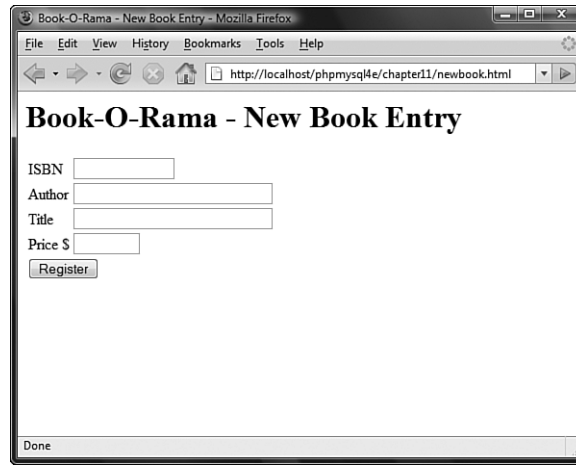 Book-O-Rama - New Book Entry - Mozilla Firefox
File Edit View History Bookmarks Tools Help
http://localhost/phpmysql4e/chapter11/newbook.html
Book-O-Rama - New Book Entry
ISBN
Author
Title
Price $
Register
Done